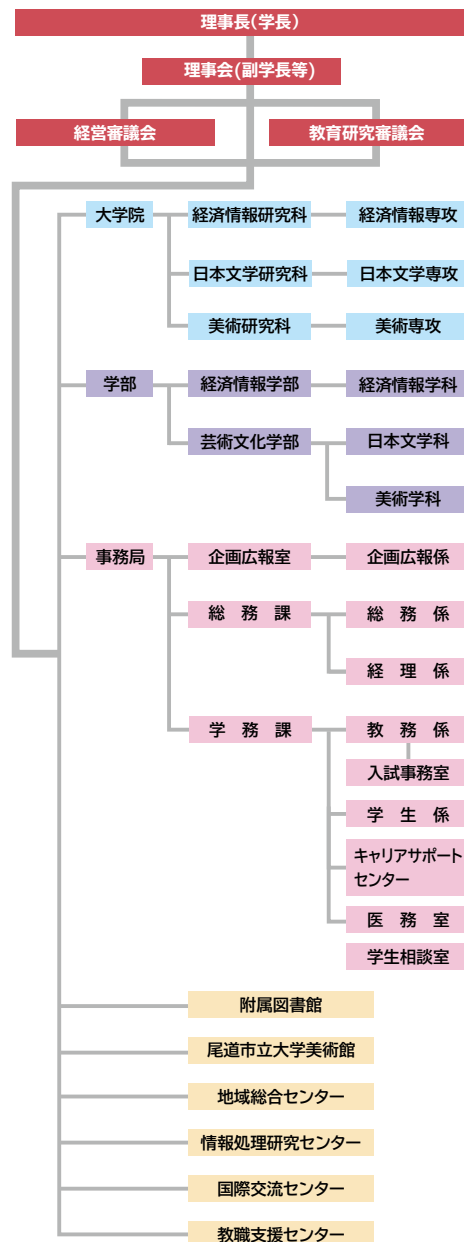 理事長(学長)
理事会(副学長等)
経営審議会
教育研究審議会
大学院
経済情報研究科
経済情報専攻
日本文学研究科
日本文学専攻
美術研究科
美術専攻
学部
経済情報学部
経済情報学科
芸術文化学部
日本文学科
美術学科
事務局
企画広報室
企画広報係
総務課
総務係
経理係
学務課
教務係
入試事務室
学生係
キャリアサポート
センター
医務室
学生相談室
附属図書館
尾道市立大学美術館
地域総合センター
情報処理研究センター
国際交流センター
教職支援センター